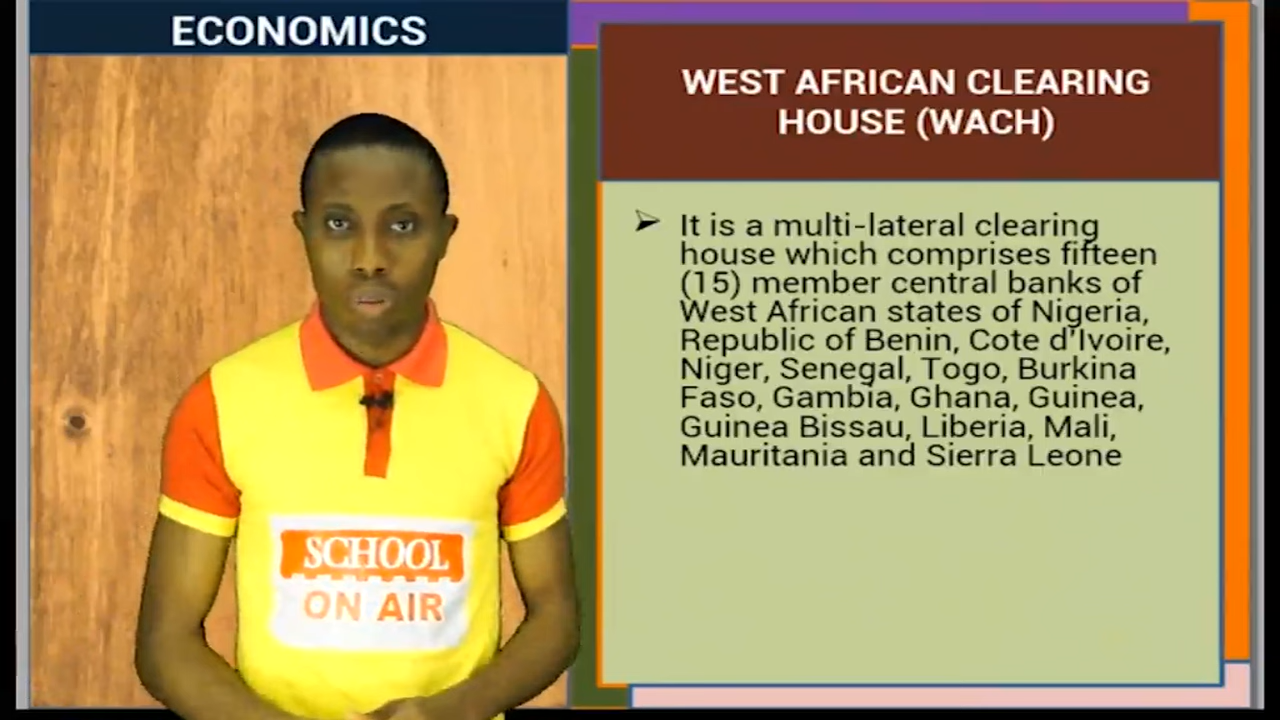 ECONOMICS
WEST AFRICAN CLEARING
HOUSE (WACH)
It is a multi-lateral clearing
house which comprises fifteen
(15) member central banks of
West African states of Nigeria,
Republic of Benin, Cote d'Ivoire,
Niger, Senegal, Togo, Burkina
Faso, Gambia, Ghana, Guinea,
Guinea Bissau, Liberia, Mali,
Mauritania and Sierra Leone
SCHOOL
ON AIR